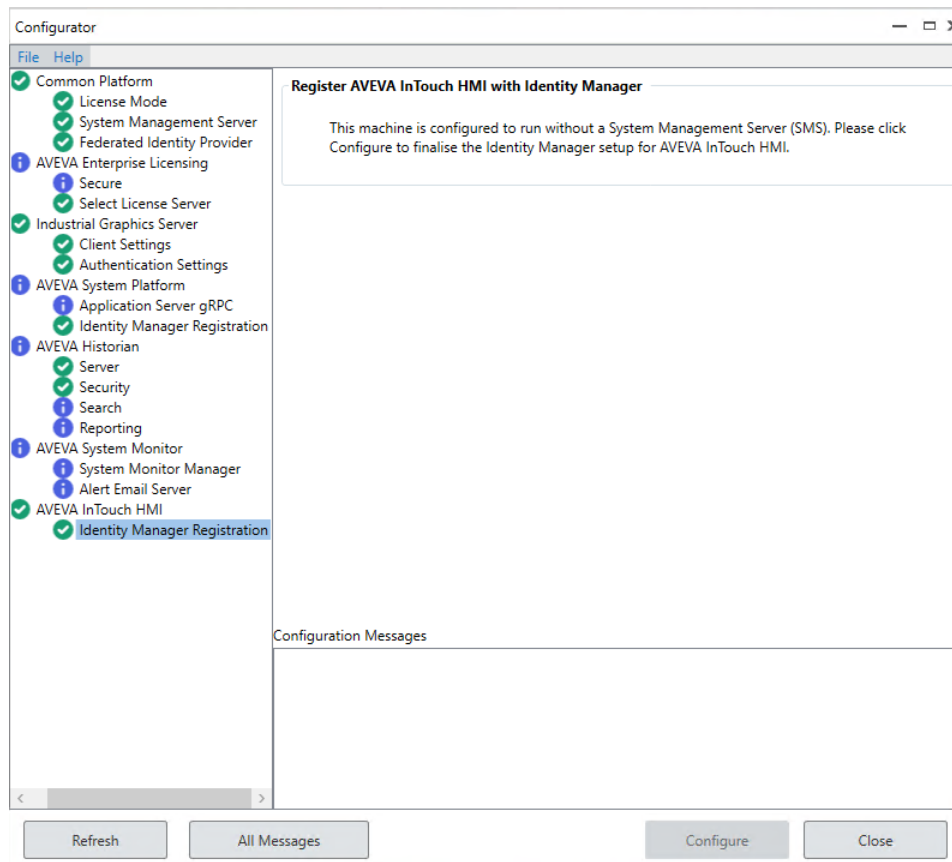 Configurator
File Help
Common Platform
License Mode
System Management Server
Federated Identity Provider
AVEVA Enterprise Licensing
Secure
Select License Server
Industrial Graphics Server
Client Settings
Authentication Settings
AVEVA System Platform
Application Server gRPC
Identity Manager Registration
AVEVA Historian
Server
Security
Search
Reporting
AVEVA System Monitor
System Monitor Manager
Alert Email Server
AVEVA InTouch HMI
Identity Manager Registration
Register AVEVA InTouch HMI with Identity Manager
This machine is configured to run without a System Management Server (SMS). Please click
Configure to finalise the Identity Manager setup for AVEVA InTouch HMI.
Configuration Messages
Refresh
All Messages
Configure
Close